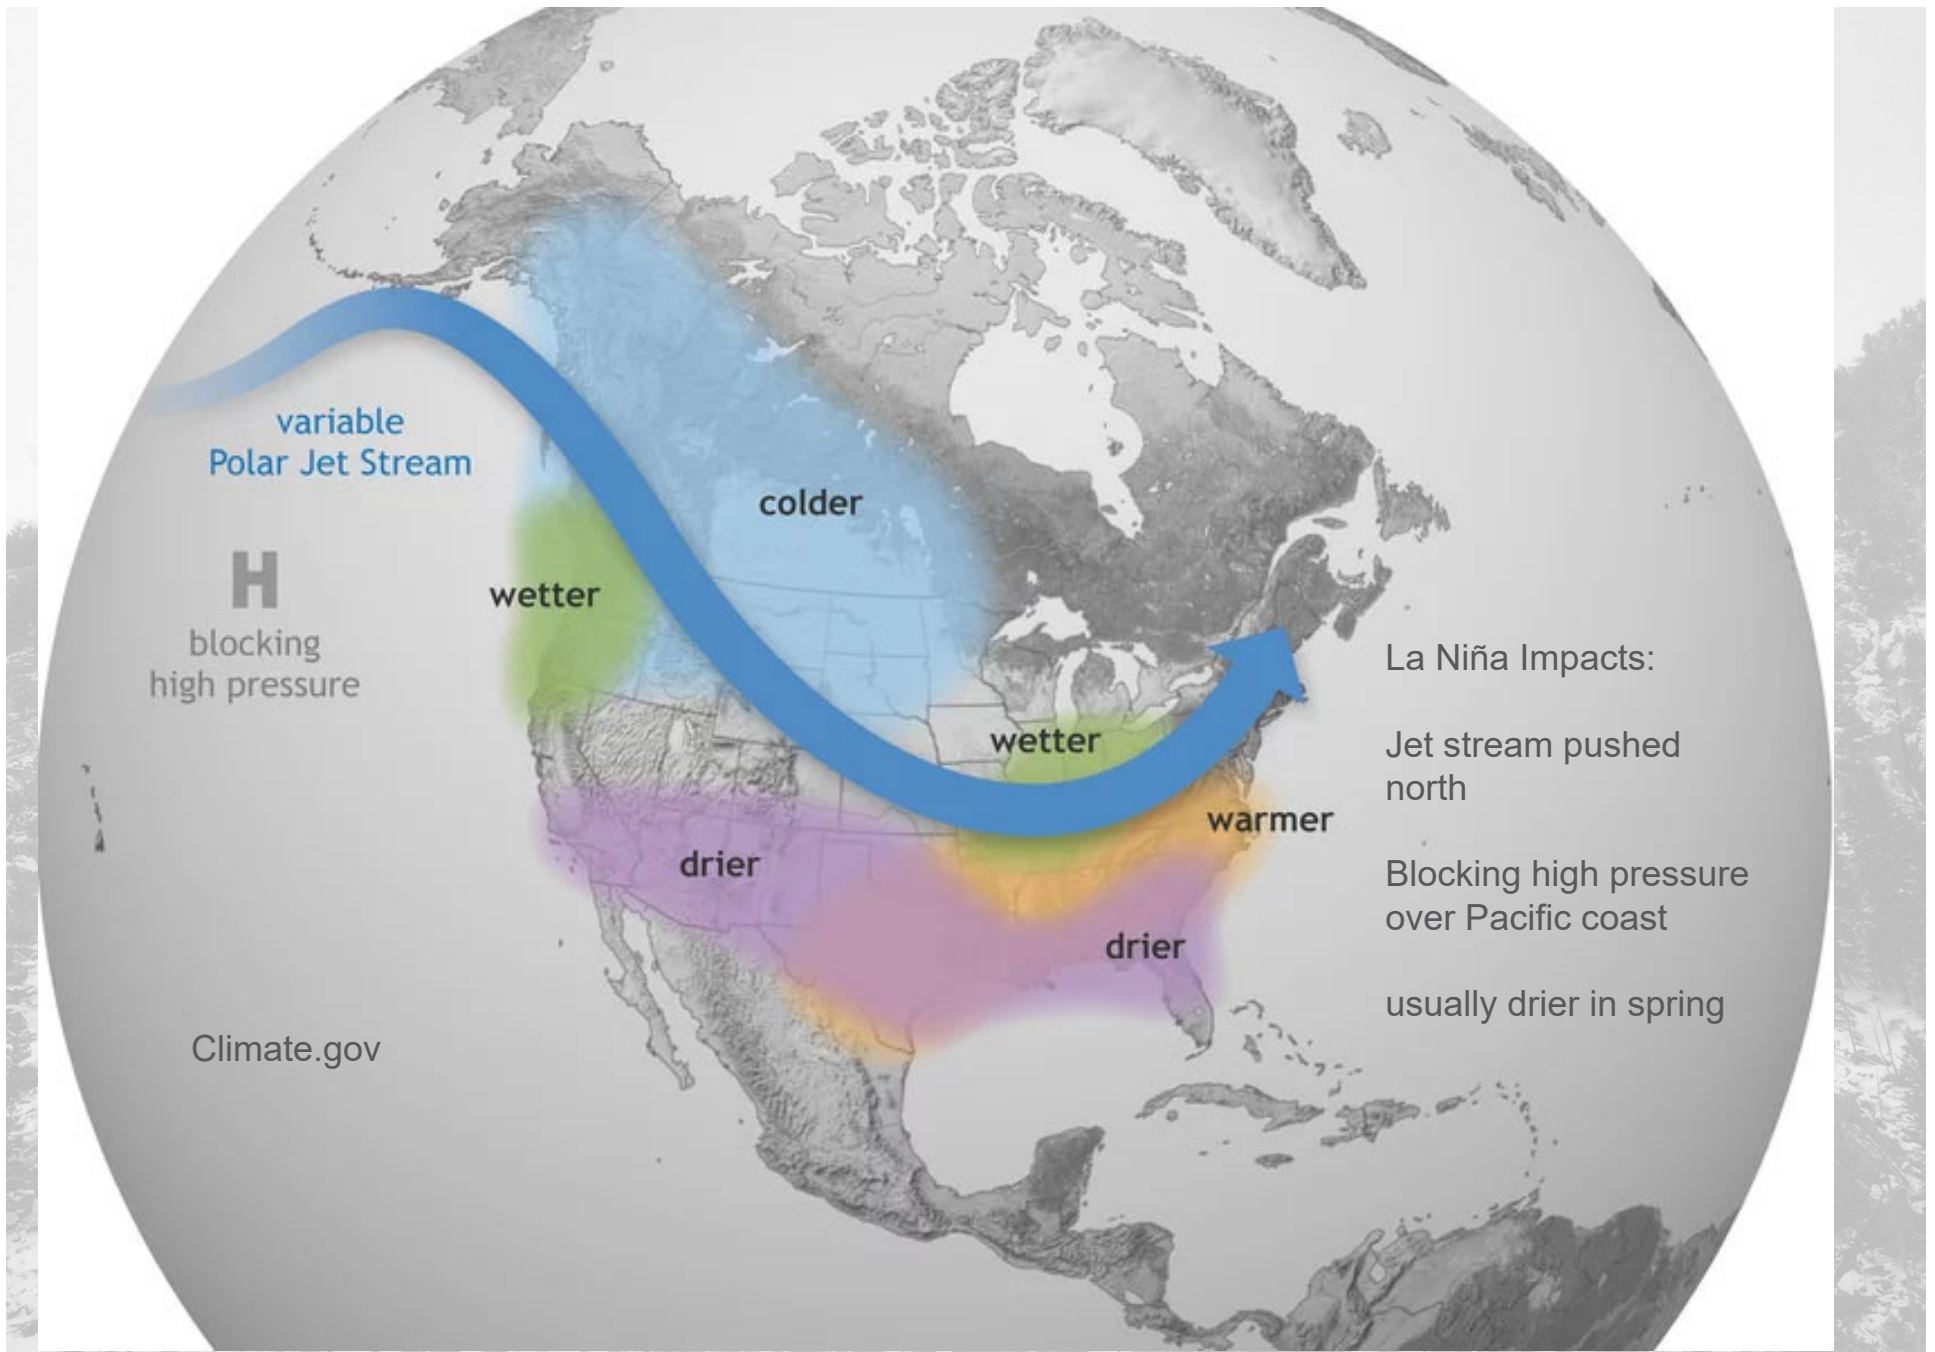 variable
Polar Jet Stream
colder
H
blocking
high pressure
wetter
wetter
warmer
drier
drier
La Niña Impacts:
Jet stream pushed
north
Blocking high pressure
over Pacific coast
usually drier in spring
Climate.gov